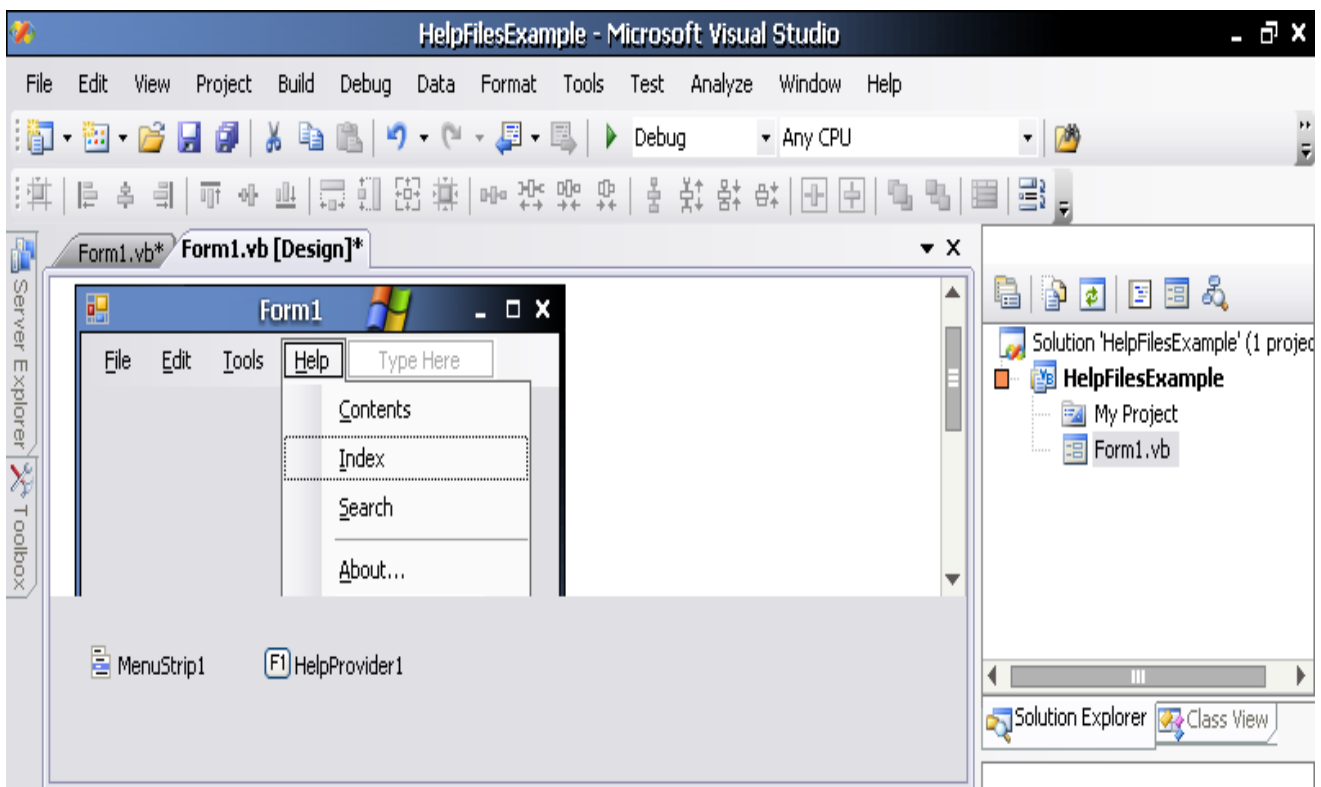 HelpFilesExample - Microsoft Visual Studio
File Edit View Project Build Debug Data Format Tools Test Analyze Window Help
Debug Any CPU
Server Explorer
Toolbox
Form1.vb* Form1.vb [Design]*
Form1
File Edit Tools Help Type Here
Contents
Index
Search
About...
MenuStrip1 F1 HelpProvider1
Solution 'HelpFilesExample' (1 projec
VB HelpFilesExample
My Project
Form1.vb
Solution Explorer Class View